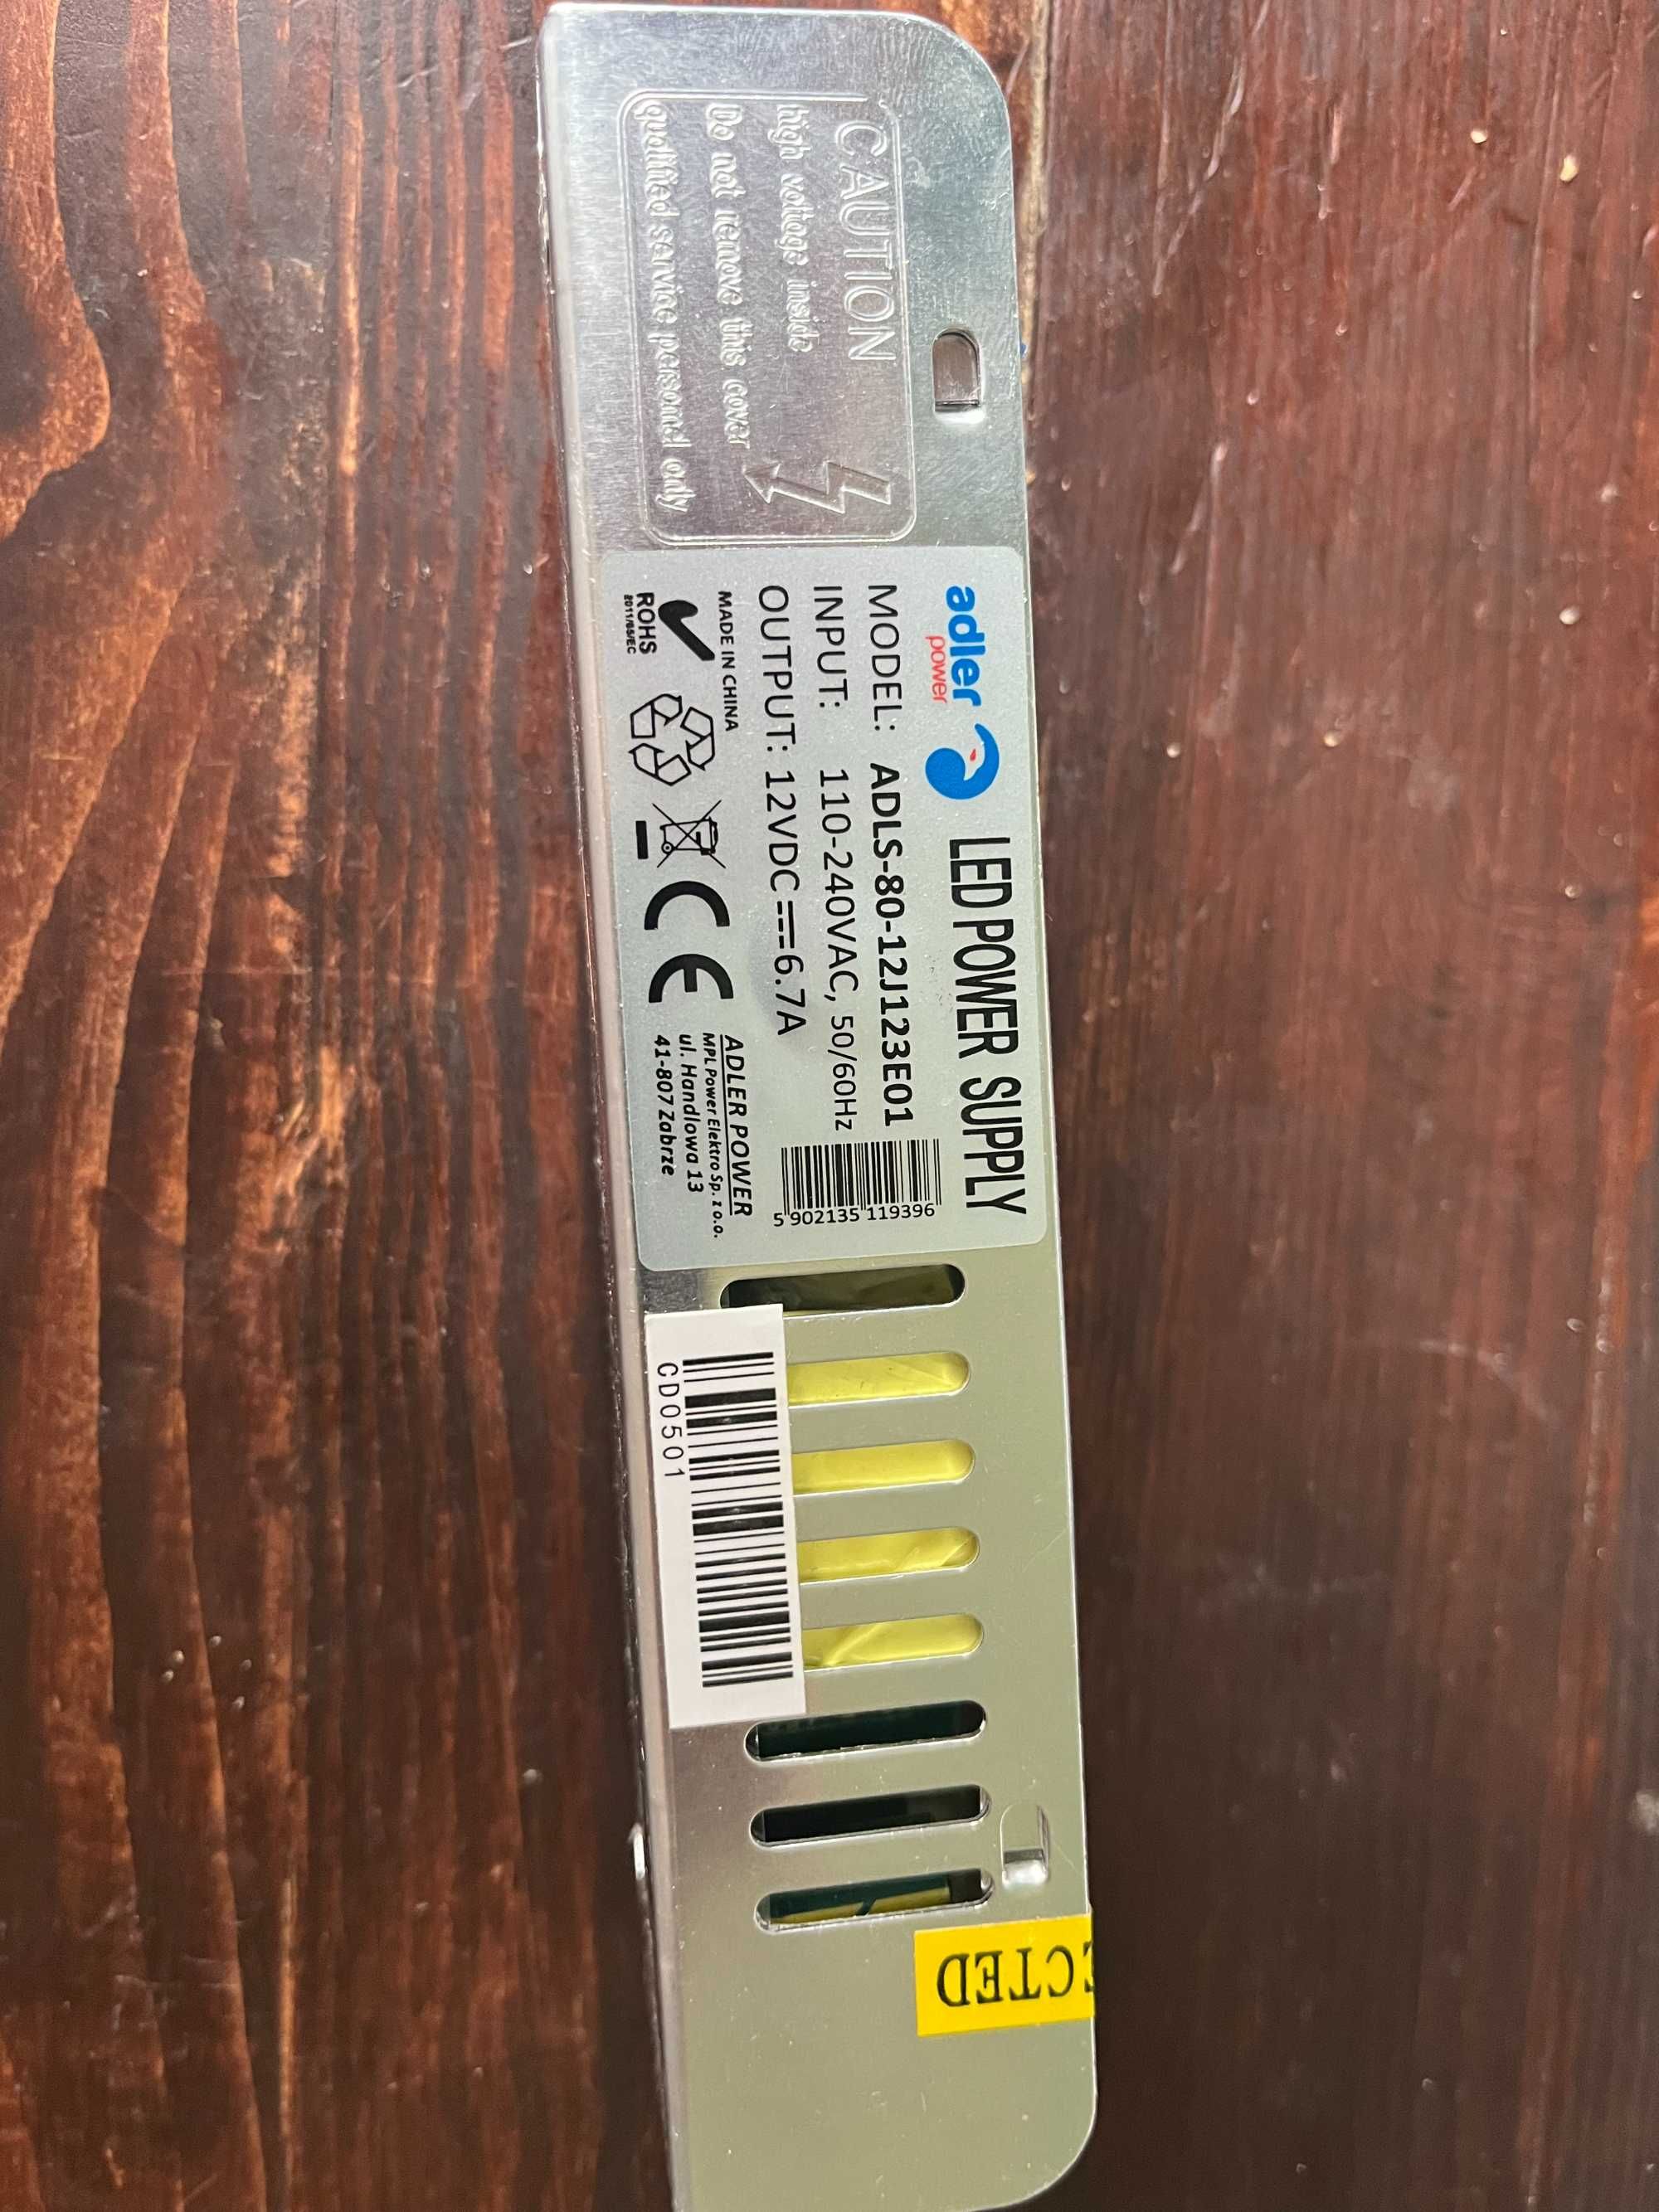 CAUTION
high voltage inside
Do not remove this cover
qualified service personnel only
adler
power
LED POWER SUPPLY
MODEL: ADLS-80-12J123E01
INPUT: 110-240VAC, 50/60Hz
OUTPUT: 12VDC⎓6.7A
5 902135 119396
MADE IN CHINA
ROHS
2011/65/EC
CE
ADLER POWER
MPL Power Elektro Sp. z o.o.
ul. Handlowa 13
41-807 Zabrze
CD0501
ECTED